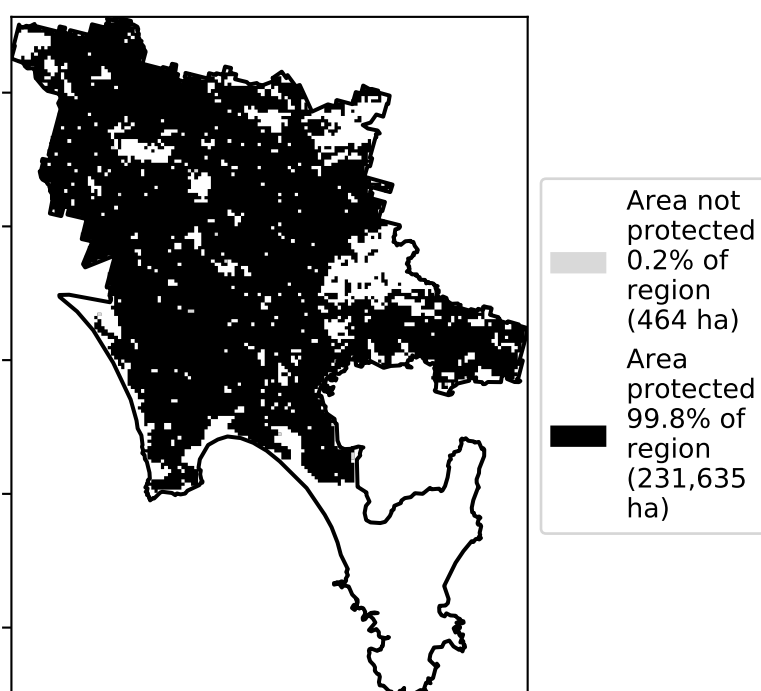 Area not
protected
0.2% of
region
(464 ha)
Area
protected
99.8% of
region
(231,635
ha)